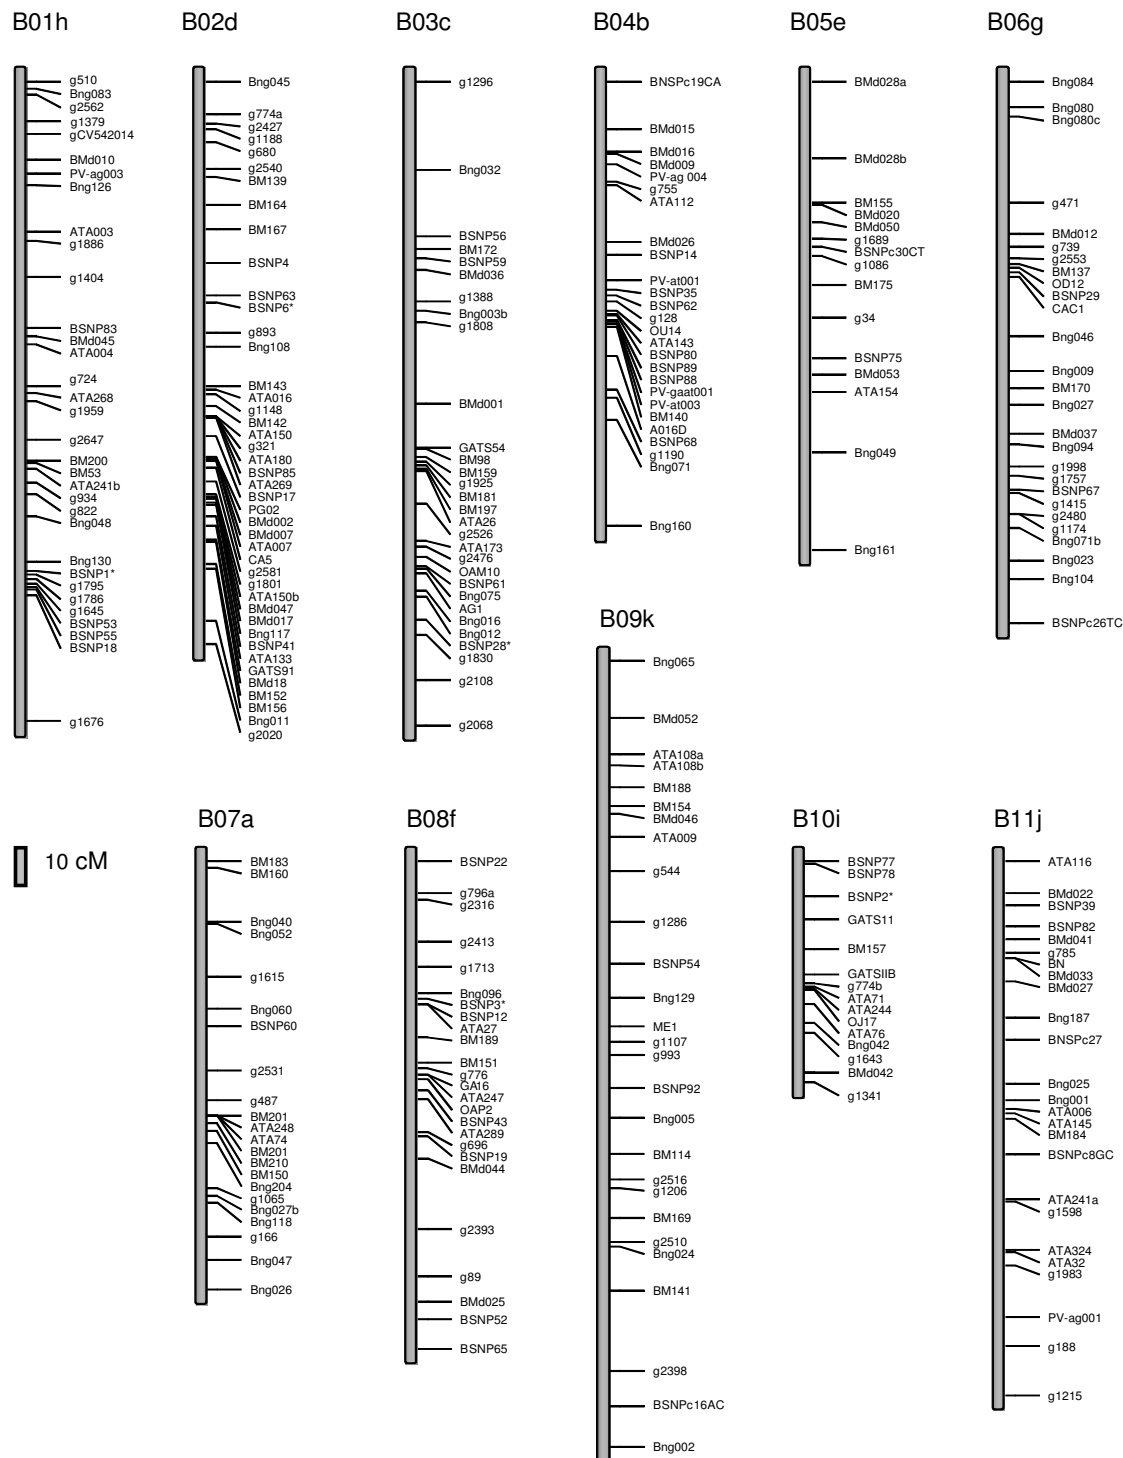 B01h
g510
Bng083
g2562
g1379
gCV542014
BMd010
PV-ag003
Bng126
ATA003
g1886
g1404
BSNP83
BMd045
ATA004
g724
ATA268
g1959
g2647
BM200
BM53
ATA241b
g934
g822
Bng048
Bng130
BSNP1*
g1795
g1786
g1645
BSNP53
BSNP55
BSNP18
g1676
B02d
Bng045
g774a
g2427
g1188
g680
g2540
BM139
BM164
BM167
BSNP4
BSNP63
BSNP6*
g893
Bng108
BM143
ATA016
g1148
BM142
ATA150
g321
ATA180
BSNP85
ATA269
BSNP17
PG02
BMd002
BMd007
ATA007
CA5
g2581
g1801
ATA150b
BMd047
BMd017
Bng117
BSNP41
ATA133
GATS91
BMd18
BM152
BM156
Bng011
g2020
B03c
g1296
Bng032
BSNP56
BM172
BSNP59
BMd036
g1388
Bng003b
g1808
BMd001
GATS54
BM98
BM159
g1925
BM181
BM197
ATA26
g2526
ATA173
g2476
OAM10
BSNP61
Bng075
AG1
Bng016
Bng012
BSNP28*
g1830
g2108
g2068
B04b
BNSPc19CA
BMd015
BMd016
BMd009
PV-ag 004
g755
ATA112
BMd026
BSNP14
PV-at001
BSNP35
BSNP62
g128
OU14
ATA143
BSNP80
BSNP89
BSNP88
PV-gaat001
PV-at003
BM140
A016D
BSNP68
g1190
Bng071
Bng160
B05e
BMd028a
BMd028b
BM155
BMd020
BMd050
g1689
BSNPc30CT
g1086
BM175
g34
BSNP75
BMd053
ATA154
Bng049
Bng161
B06g
Bng084
Bng080
Bng080c
g471
BMd012
g739
g2553
BM137
OD12
BSNP29
CAC1
Bng046
Bng009
BM170
Bng027
BMd037
Bng094
g1998
g1757
BSNP67
g1415
g2480
g1174
Bng071b
Bng023
Bng104
BSNPc26TC
10 cM
B07a
BM183
BM160
Bng040
Bng052
g1615
Bng060
BSNP60
g2531
g487
BM201
ATA248
ATA74
BM201
BM210
BM150
Bng204
g1065
Bng027b
Bng118
g166
Bng047
Bng026
B08f
BSNP22
g796a
g2316
g2413
g1713
Bng096
BSNP3*
BSNP12
ATA27
BM189
BM151
g776
GA16
ATA247
OAP2
BSNP43
ATA289
g696
BSNP19
BMd044
g2393
g89
BMd025
BSNP52
BSNP65
B09k
Bng065
BMd052
ATA108a
ATA108b
BM188
BM154
BMd046
ATA009
g544
g1286
BSNP54
Bng129
ME1
g1107
g993
BSNP92
Bng005
BM114
g2516
g1206
BM169
g2510
Bng024
BM141
g2398
BSNPc16AC
Bng002
B10i
BSNP77
BSNP78
BSNP2*
GATS11
BM157
GATSIIB
g774b
ATA71
ATA244
OJ17
ATA76
Bng042
g1643
BMd042
g1341
B11j
ATA116
BMd022
BSNP39
BSNP82
BMd041
g785
BN
BMd033
BMd027
Bng187
BNSPc27
Bng025
Bng001
ATA006
ATA145
BM184
BSNPc8GC
ATA241a
g1598
ATA324
ATA32
g1983
PV-ag001
g188
g1215